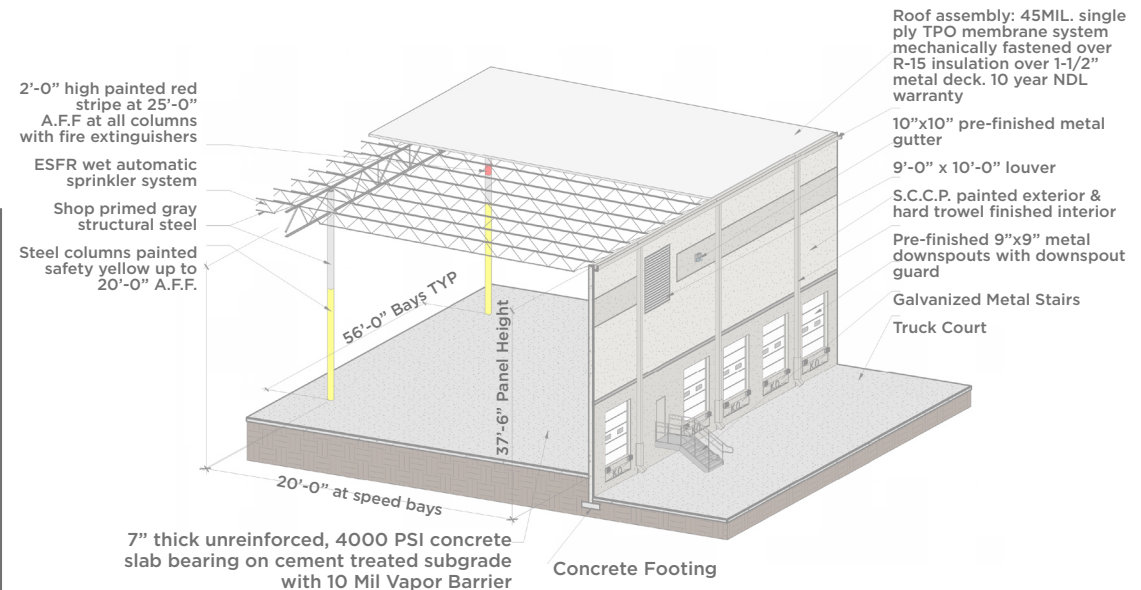 2’-0” high painted red
stripe at 25’-0”
A.F.F at all columns
with fire extinguishers
ESFR wet automatic
sprinkler system
Shop primed gray
structural steel
Steel columns painted
safety yellow up to
20’-0” A.F.F.
Roof assembly: 45MIL. single
ply TPO membrane system
mechanically fastened over
R-15 insulation over 1-1/2”
metal deck. 10 year NDL
warranty
10”x10” pre-finished metal
gutter
9’-0” x 10’-0” louver
S.C.C.P. painted exterior &
hard trowel finished interior
Pre-finished 9”x9” metal
downspouts with downspout
guard
Galvanized Metal Stairs
Truck Court
56’-0” Bays TYP
37’-6” Panel Height
20’-0” at speed bays
7” thick unreinforced, 4000 PSI concrete
slab bearing on cement treated subgrade
with 10 Mil Vapor Barrier
Concrete Footing